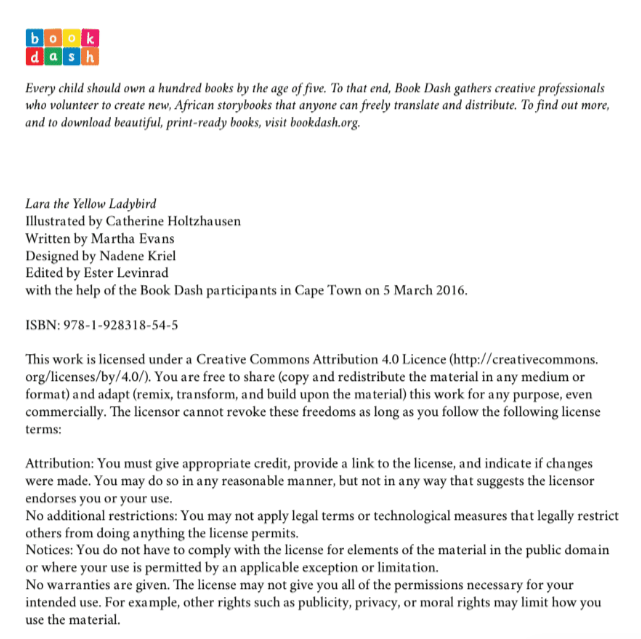 book
dash
Every child should own a hundred books by the age of five. To that end, Book Dash gathers creative professionals
who volunteer to create new, African storybooks that anyone can freely translate and distribute. To find out more,
and to download beautiful, print-ready books, visit bookdash.org.
Lara the Yellow Ladybird
Illustrated by Catherine Holtzhausen
Written by Martha Evans
Designed by Nadene Kriel
Edited by Ester Levinrad
with the help of the Book Dash participants in Cape Town on 5 March 2016.
ISBN: 978-1-928318-54-5
This work is licensed under a Creative Commons Attribution 4.0 Licence (http://creativecommons.
org/licenses/by/4.0/). You are free to share (copy and redistribute the material in any medium or
format) and adapt (remix, transform, and build upon the material) this work for any purpose, even
commercially. The licensor cannot revoke these freedoms as long as you follow the following license
terms:
Attribution: You must give appropriate credit, provide a link to the license, and indicate if changes
were made. You may do so in any reasonable manner, but not in any way that suggests the licensor
endorses you or your use.
No additional restrictions: You may not apply legal terms or technological measures that legally restrict
others from doing anything the license permits.
Notices: You do not have to comply with the license for elements of the material in the public domain
or where your use is permitted by an applicable exception or limitation.
No warranties are given. The license may not give you all of the permissions necessary for your
intended use. For example, other rights such as publicity, privacy, or moral rights may limit how you
use the material.